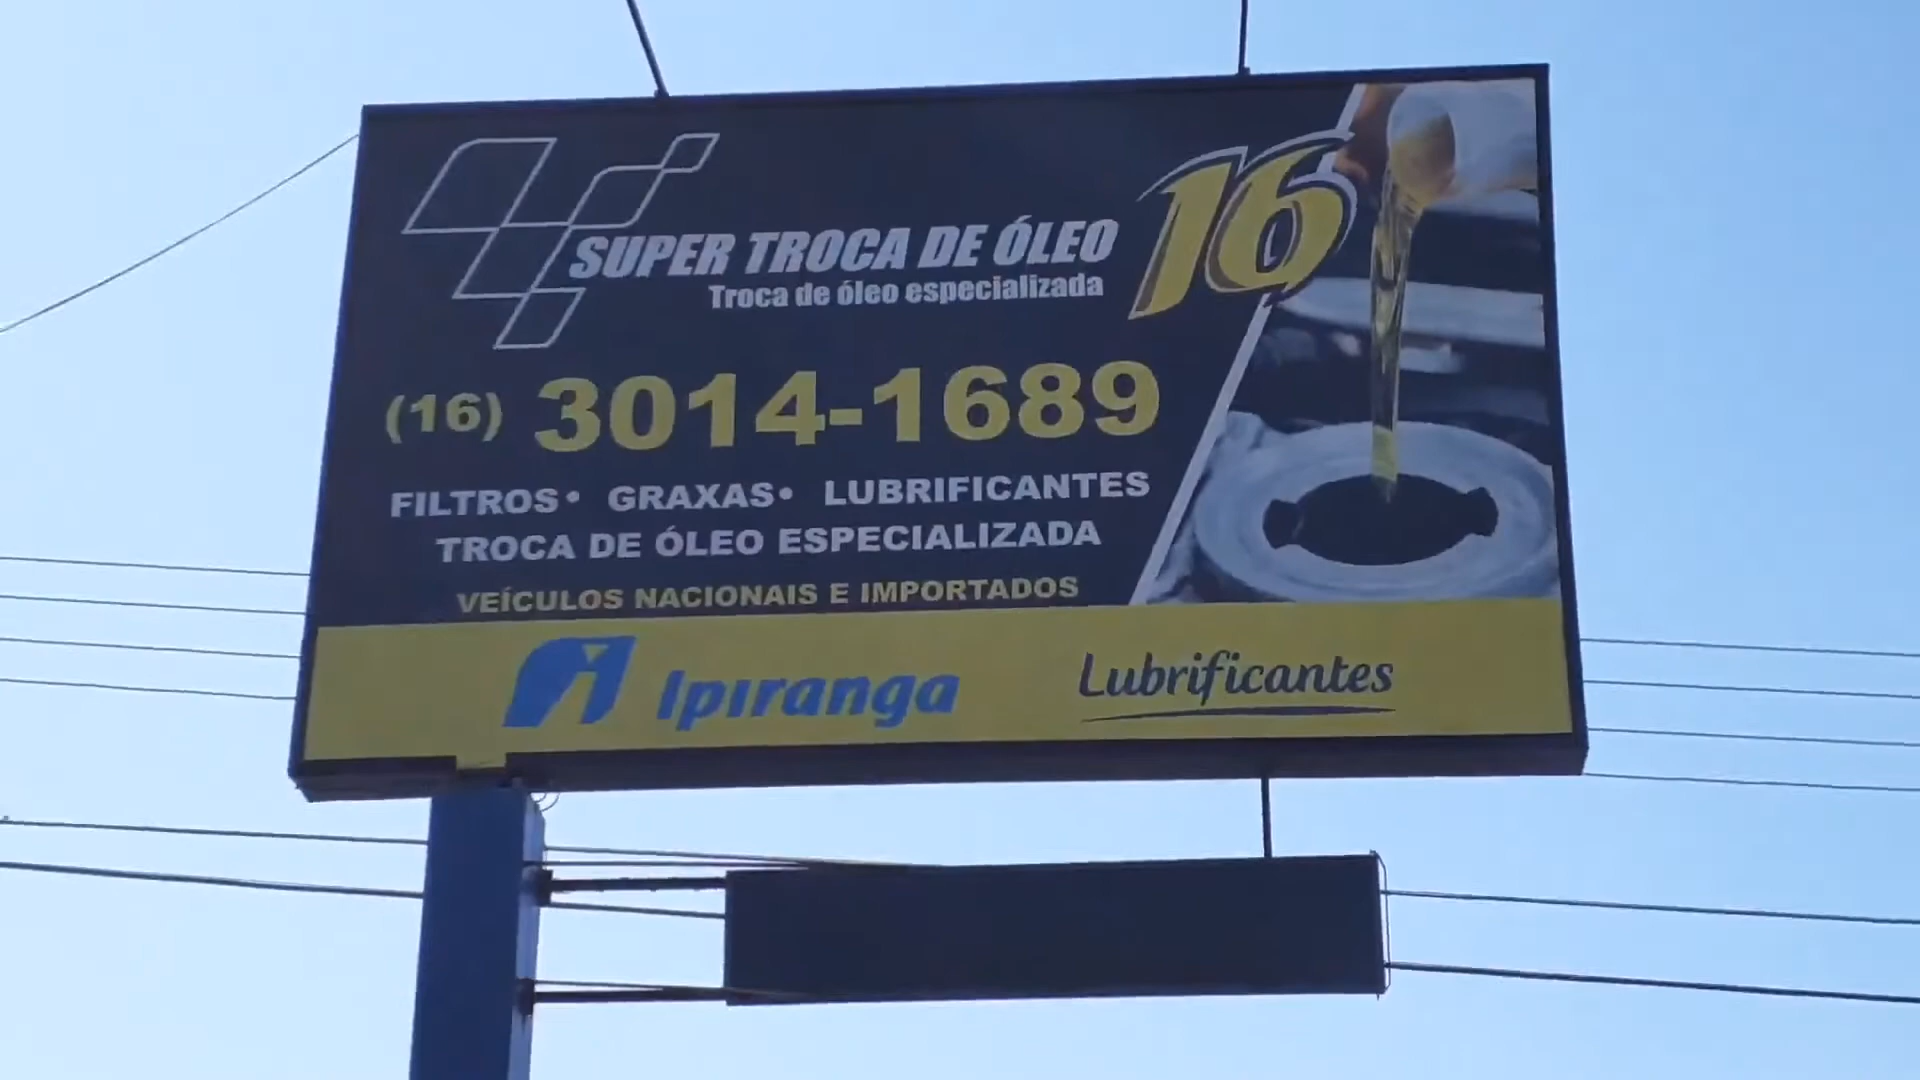 SUPER TROCA DE ÓLEO 16
Troca de óleo especializada
(16) 3014-1689
FILTROS• GRAXAS• LUBRIFICANTES
TROCA DE ÓLEO ESPECIALIZADA
VEÍCULOS NACIONAIS E IMPORTADOS
Ipiranga Lubrificantes